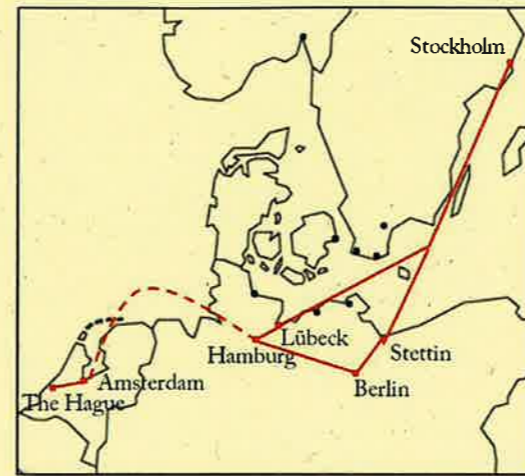 Stockholm
Lübeck
Hamburg
Stettin
Berlin
Amsterdam
The Hague